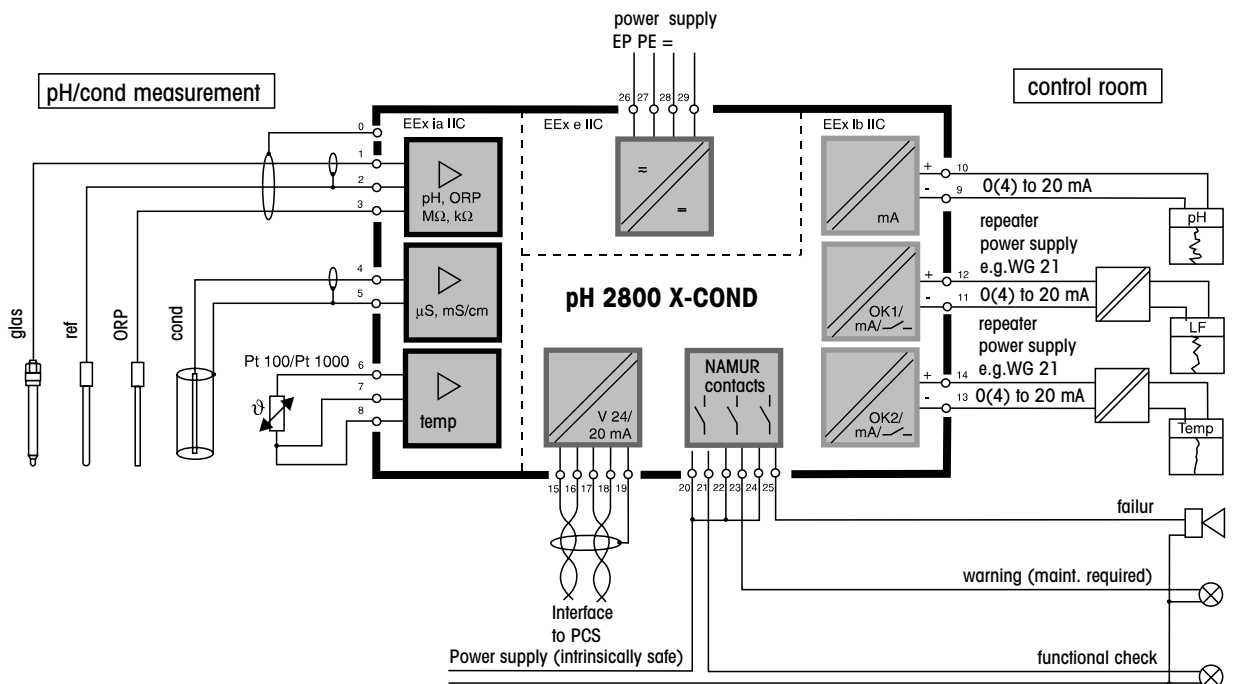 power supply
EP PE =
pH/cond measurement
control room
26 27 28 29
EEx ia IIC
EEx e IIC
EEx Ib IIC
0
1
2
3
pH, ORP
MΩ, kΩ
≈
=
mA
+ 10
- 9
0(4) to 20 mA
pH
repeater
power supply
e.g.WG 21
4
5
µS, mS/cm
pH 2800 X-COND
OK1/
mA/
+ 12
- 11
0(4) to 20 mA
LF
repeater
power supply
e.g.WG 21
glas
ref
ORP
cond
Pt 100/Pt 1000
ϑ
6
7
8
temp
V 24/
20 mA
NAMUR
contacts
OK2/
mA/
+ 14
- 13
0(4) to 20 mA
Temp
15 16 17 18 19
20 21 22 23 24 25
failur
warning (maint. required)
Interface
to PCS
Power supply (intrinsically safe)
functional check